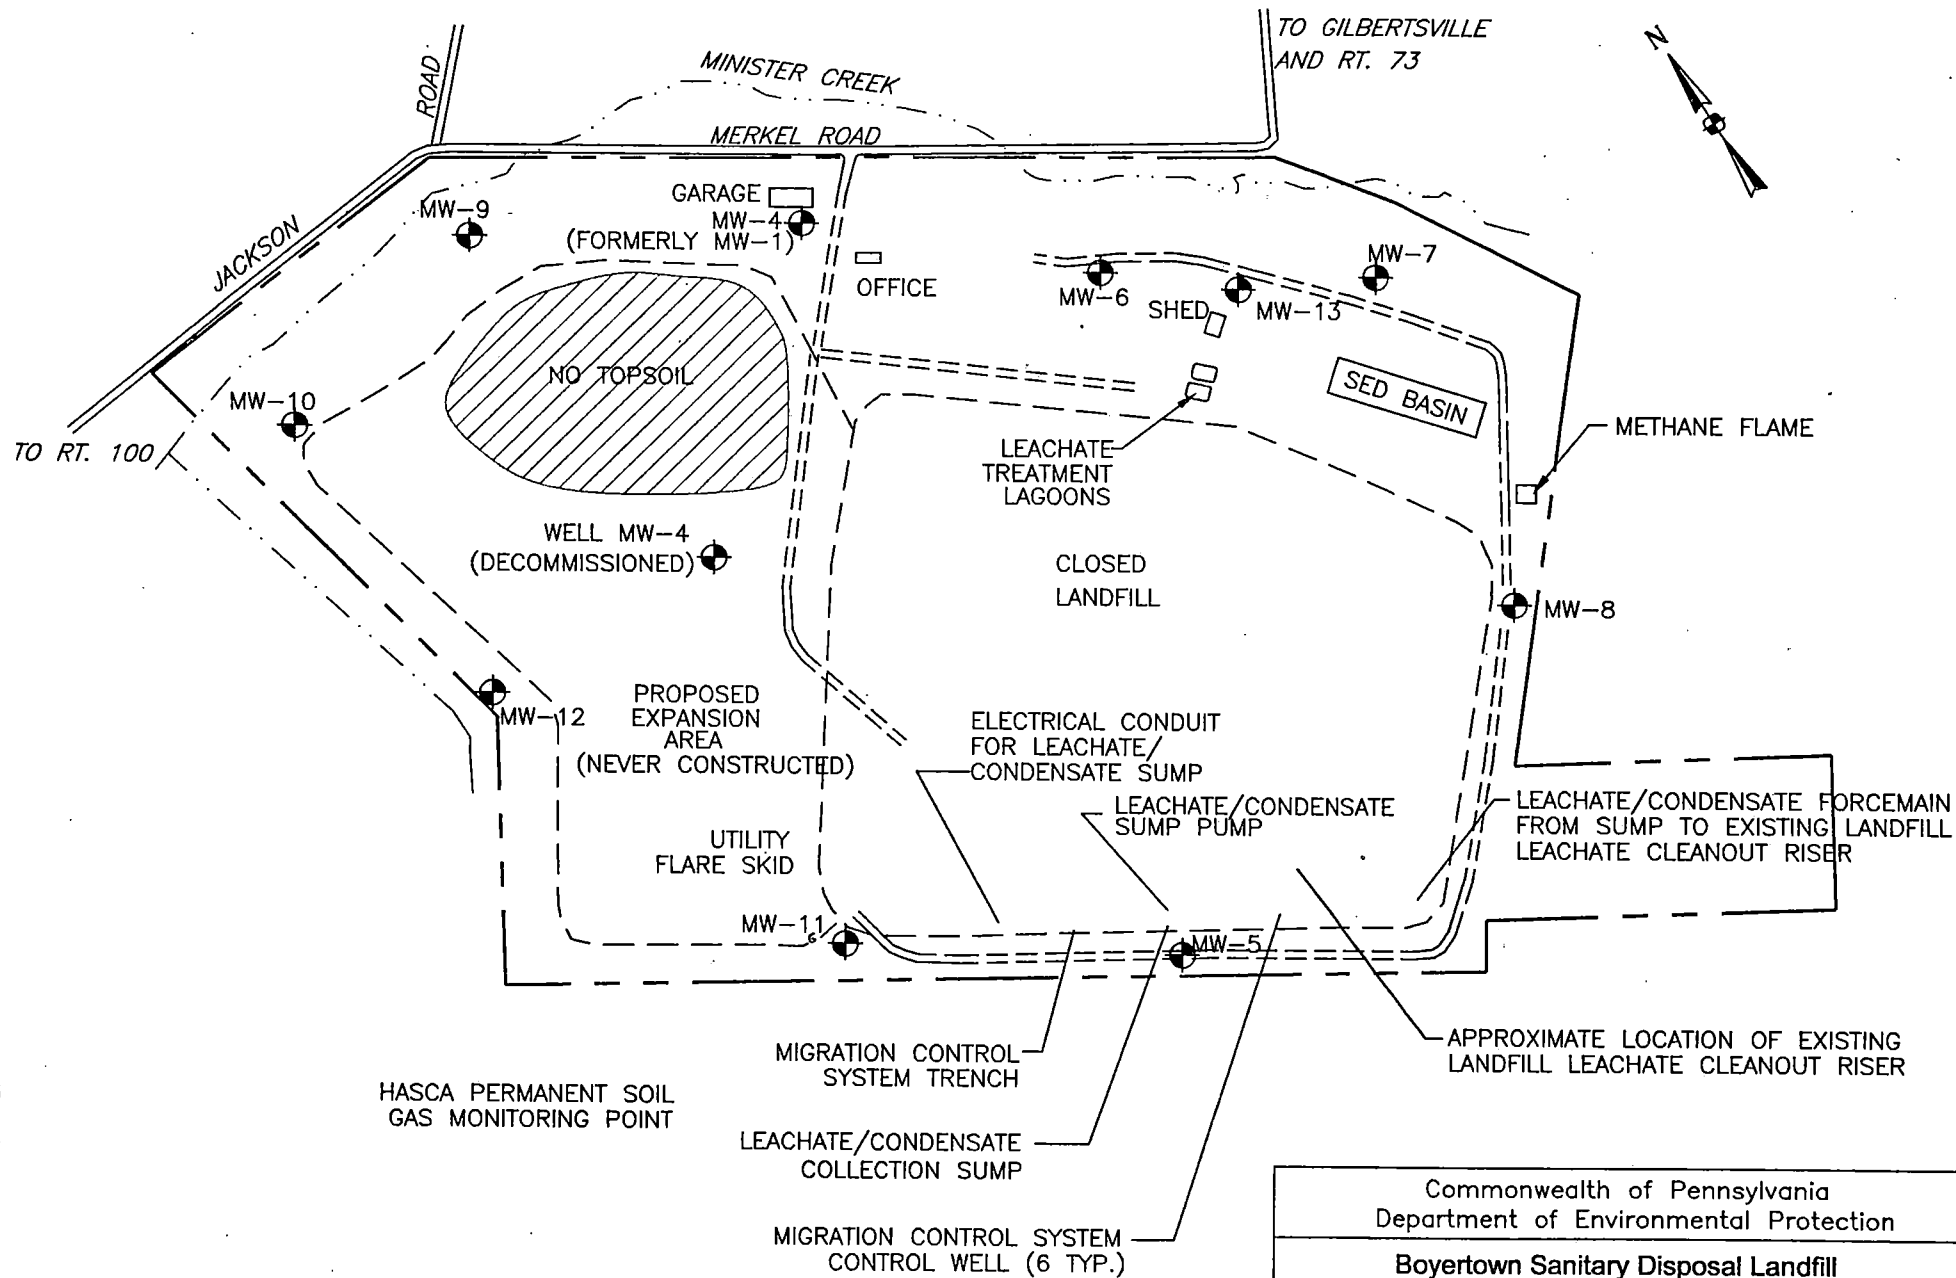 TO GILBERTSVILLE
AND RT. 73
N
ROAD
MINISTER CREEK
MERKEL ROAD
JACKSON
GARAGE
MW-9
MW-4
(FORMERLY MW-1)
OFFICE
MW-7
MW-6
SHED
MW-13
NO TOPSOIL
MW-10
SED BASIN
METHANE FLAME
TO RT. 100
LEACHATE
TREATMENT
LAGOONS
WELL MW-4
(DECOMMISSIONED)
CLOSED
LANDFILL
MW-8
MW-12
PROPOSED
EXPANSION
AREA
(NEVER CONSTRUCTED)
ELECTRICAL CONDUIT
FOR LEACHATE/
CONDENSATE SUMP
LEACHATE/CONDENSATE
SUMP PUMP
LEACHATE/CONDENSATE FORCEMAIN
FROM SUMP TO EXISTING LANDFILL
LEACHATE CLEANOUT RISER
UTILITY
FLARE SKID
MW-11
6
MW-5
MIGRATION CONTROL
SYSTEM TRENCH
APPROXIMATE LOCATION OF EXISTING
LANDFILL LEACHATE CLEANOUT RISER
HASCA PERMANENT SOIL
GAS MONITORING POINT
LEACHATE/CONDENSATE
COLLECTION SUMP
MIGRATION CONTROL SYSTEM
CONTROL WELL (6 TYP.)
Commonwealth of Pennsylvania
Department of Environmental Protection
Boyertown Sanitary Disposal Landfill